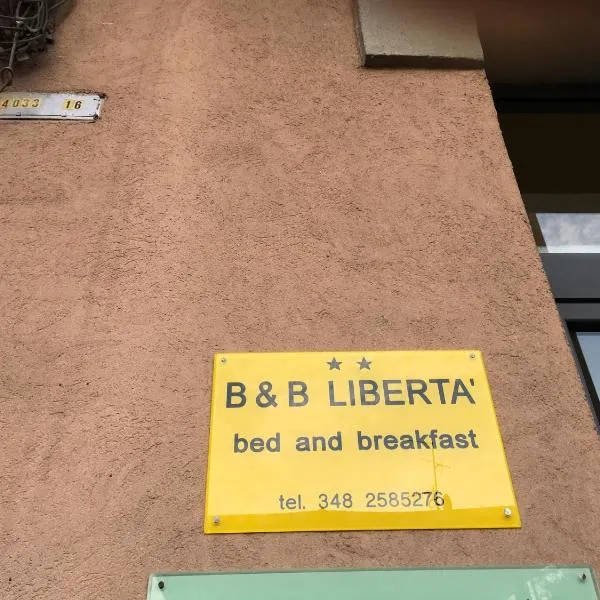 4033 16
B & B LIBERTA'
bed and breakfast
tel. 348 2585276